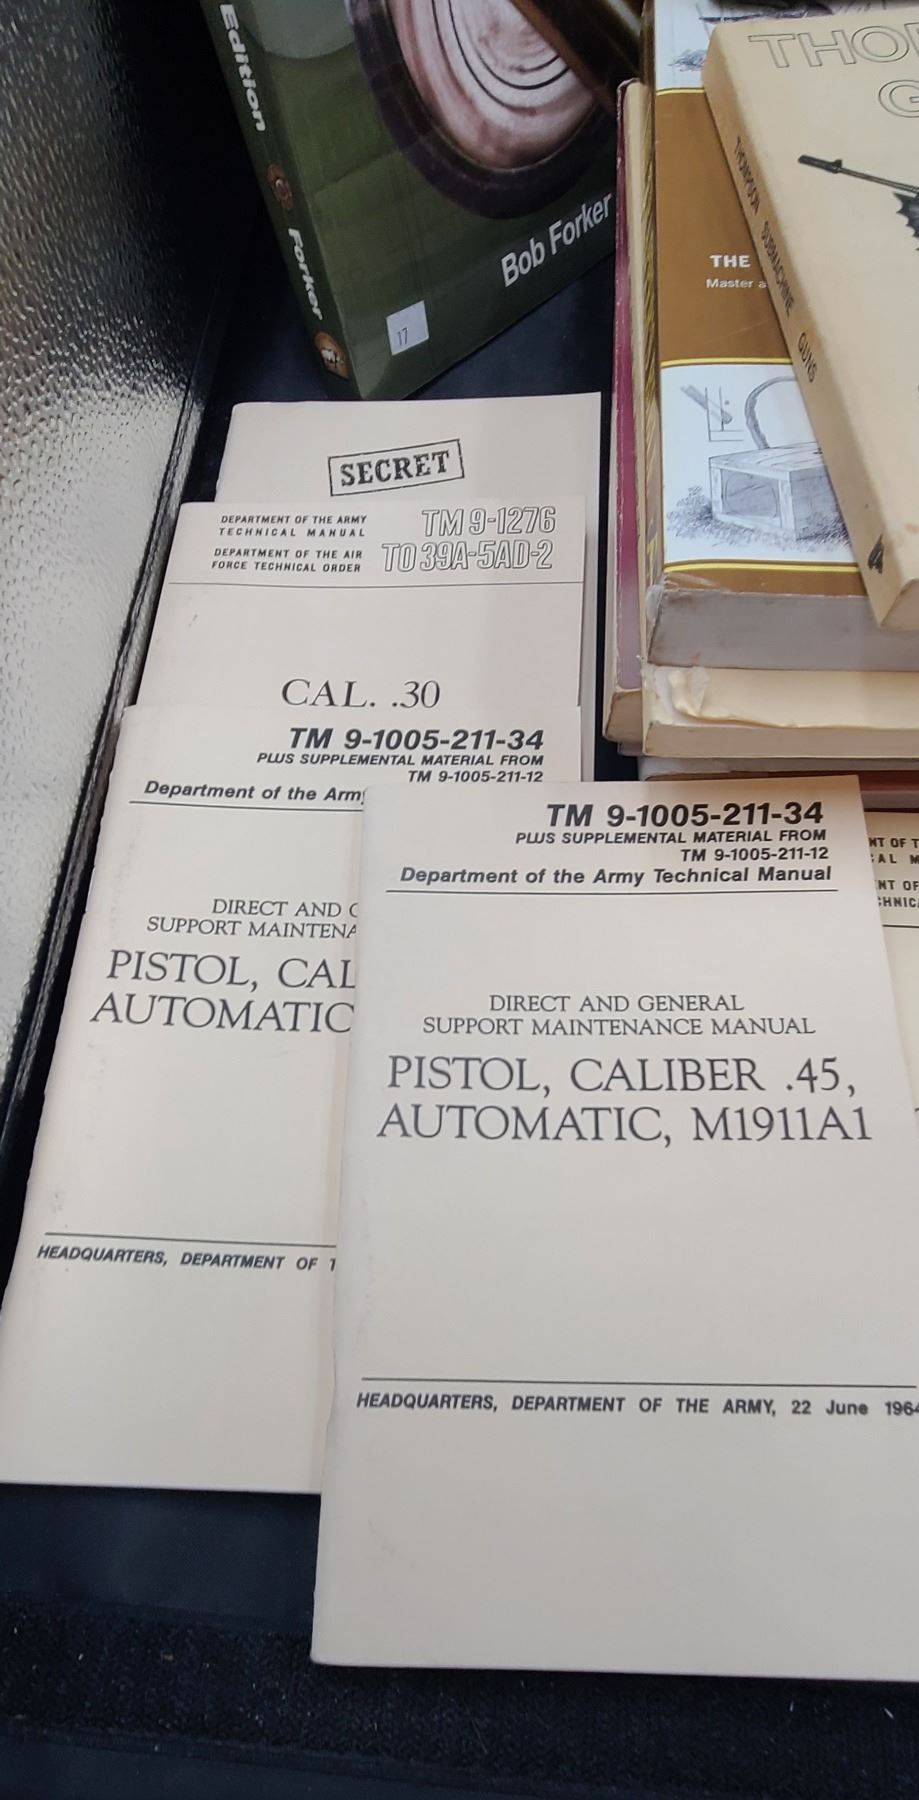 Edition
Forker
Bob Forker
17
THOMPSON SUBMACHINE GUNS
THE
Master a
SECRET
DEPARTMENT OF THE ARMY
TECHNICAL MANUAL
DEPARTMENT OF THE AIR
FORCE TECHNICAL ORDER
TM 9-1276
TO 39A-5AD-2
CAL. .30
TM 9-1005-211-34
PLUS SUPPLEMENTAL MATERIAL FROM
TM 9-1005-211-12
Department of the Army
DIRECT AND
SUPPORT MAINTENA
PISTOL, CAL
AUTOMATIC
HEADQUARTERS, DEPARTMENT OF
TM 9-1005-211-34
PLUS SUPPLEMENTAL MATERIAL FROM
TM 9-1005-211-12
Department of the Army Technical Manual
DIRECT AND GENERAL
SUPPORT MAINTENANCE MANUAL
PISTOL, CALIBER .45,
AUTOMATIC, M1911A1
HEADQUARTERS, DEPARTMENT OF THE ARMY, 22 June 1964